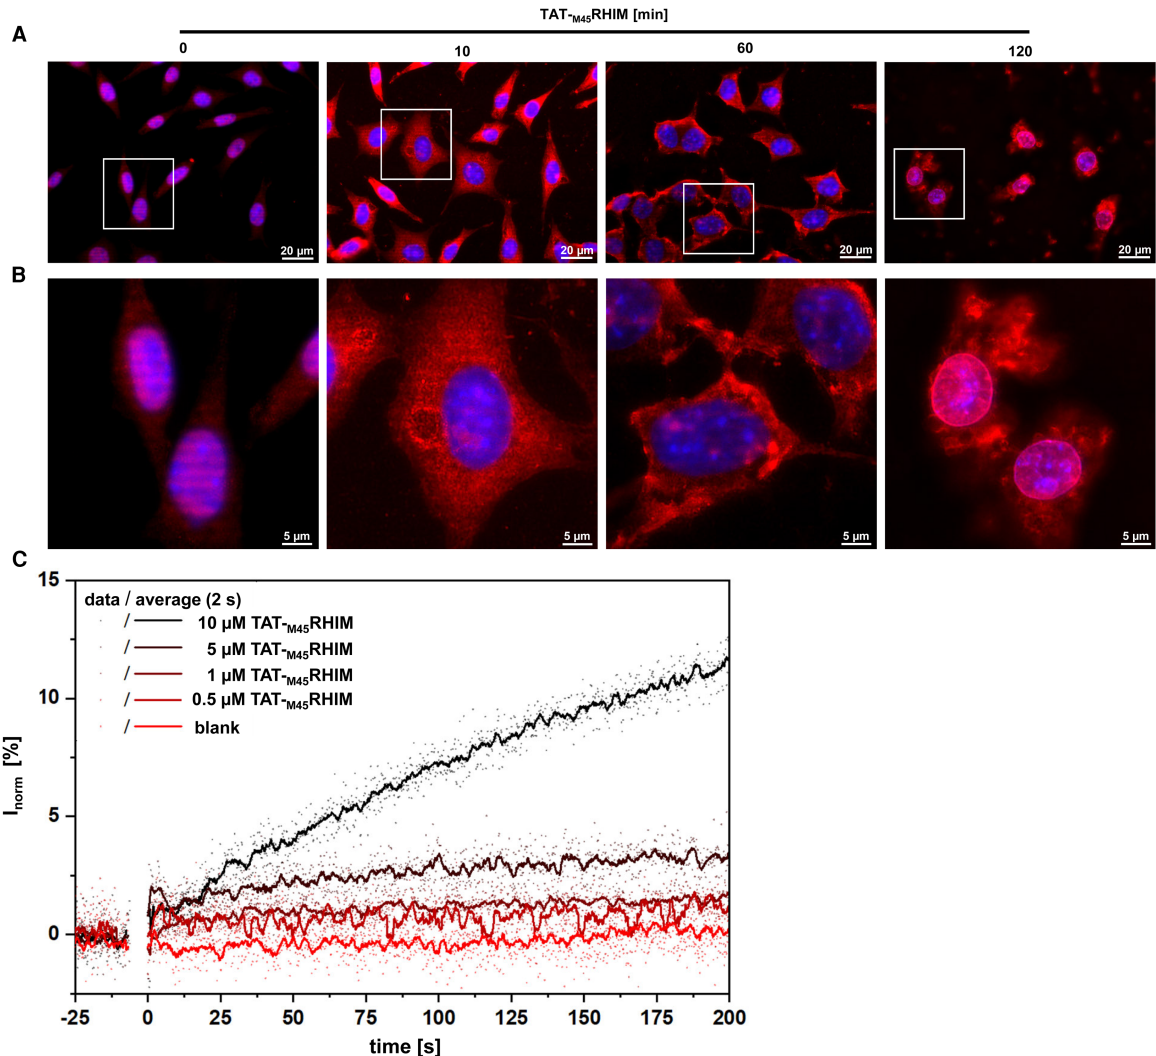 TAT-M45RHIM [min]
A
0 10 60 120
20 µm 20 µm 20 µm 20 µm
B
5 µm 5 µm 5 µm 5 µm
C
data / average (2 s)
/ 10 µM TAT-M45RHIM
/ 5 µM TAT-M45RHIM
/ 1 µM TAT-M45RHIM
/ 0.5 µM TAT-M45RHIM
/ blank
15
10
5
0
Inorm [%]
-25 0 25 50 75 100 125 150 175 200
time [s]